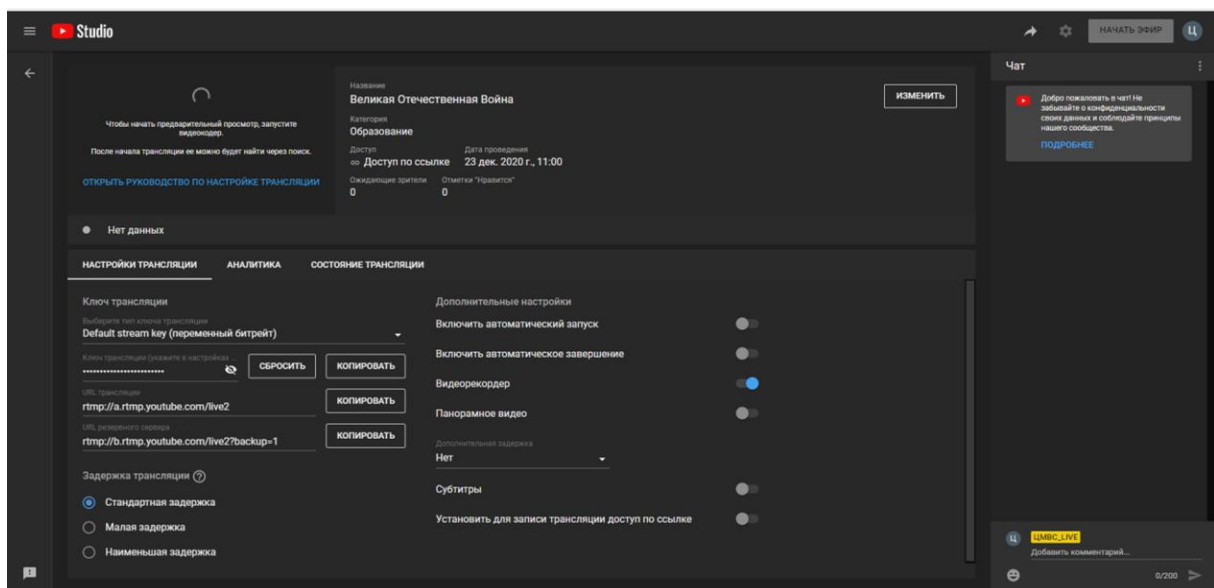 Studio
НАЧАТЬ ЭФИР
Ц
Чтобы начать предварительный просмотр, запустите
видеокодер.
После начала трансляции ее можно будет найти через поиск.
ОТКРЫТЬ РУКОВОДСТВО ПО НАСТРОЙКЕ ТРАНСЛЯЦИИ
Название
Великая Отечественная Война
ИЗМЕНИТЬ
Категория
Образование
Доступ
Дата проведения
Доступ по ссылке
23 дек. 2020 г., 11:00
Ожидающие зрители
Отметки "Нравится"
0
0
Нет данных
НАСТРОЙКИ ТРАНСЛЯЦИИ
АНАЛИТИКА
СОСТОЯНИЕ ТРАНСЛЯЦИИ
Ключ трансляции
Выберите тип ключа трансляции
Default stream key (переменный битрейт)
Ключ трансляции (укажите в настройках ...
••••••••••••••••••••••••
СБРОСИТЬ
КОПИРОВАТЬ
URL трансляции
rtmp://a.rtmp.youtube.com/live2
КОПИРОВАТЬ
URL резервного сервера
rtmp://b.rtmp.youtube.com/live2?backup=1
КОПИРОВАТЬ
Задержка трансляции ?
Стандартная задержка
Малая задержка
Наименьшая задержка
Дополнительные настройки
Включить автоматический запуск
Включить автоматическое завершение
Видеорекордер
Панорамное видео
Дополнительная задержка
Нет
Субтитры
Установить для записи трансляции доступ по ссылке
Чат
Добро пожаловать в чат! Не
забывайте о конфиденциальности
своих данных и соблюдайте принципы
нашего сообщества.
ПОДРОБНЕЕ
Ц
ЦМВС_LIVE
Добавить комментарий...
0/200